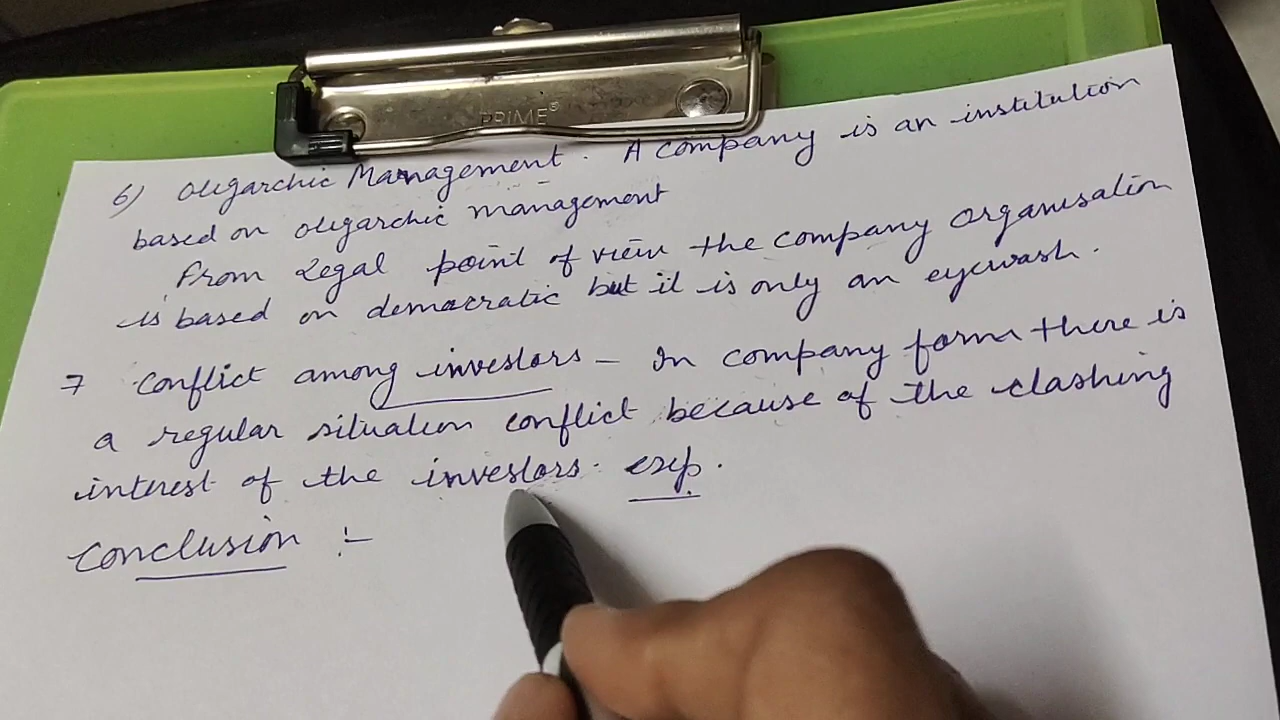 PRIME®
6) Oligarchic Management. A company is an institution
based on oligarchic management
From Legal point of view the company organisation
is based on democratic but it is only an eyewash.
7 Conflict among investors – In company form there is
a regular situation conflict because of the clashing
interest of the investors. exp.
Conclusion :-